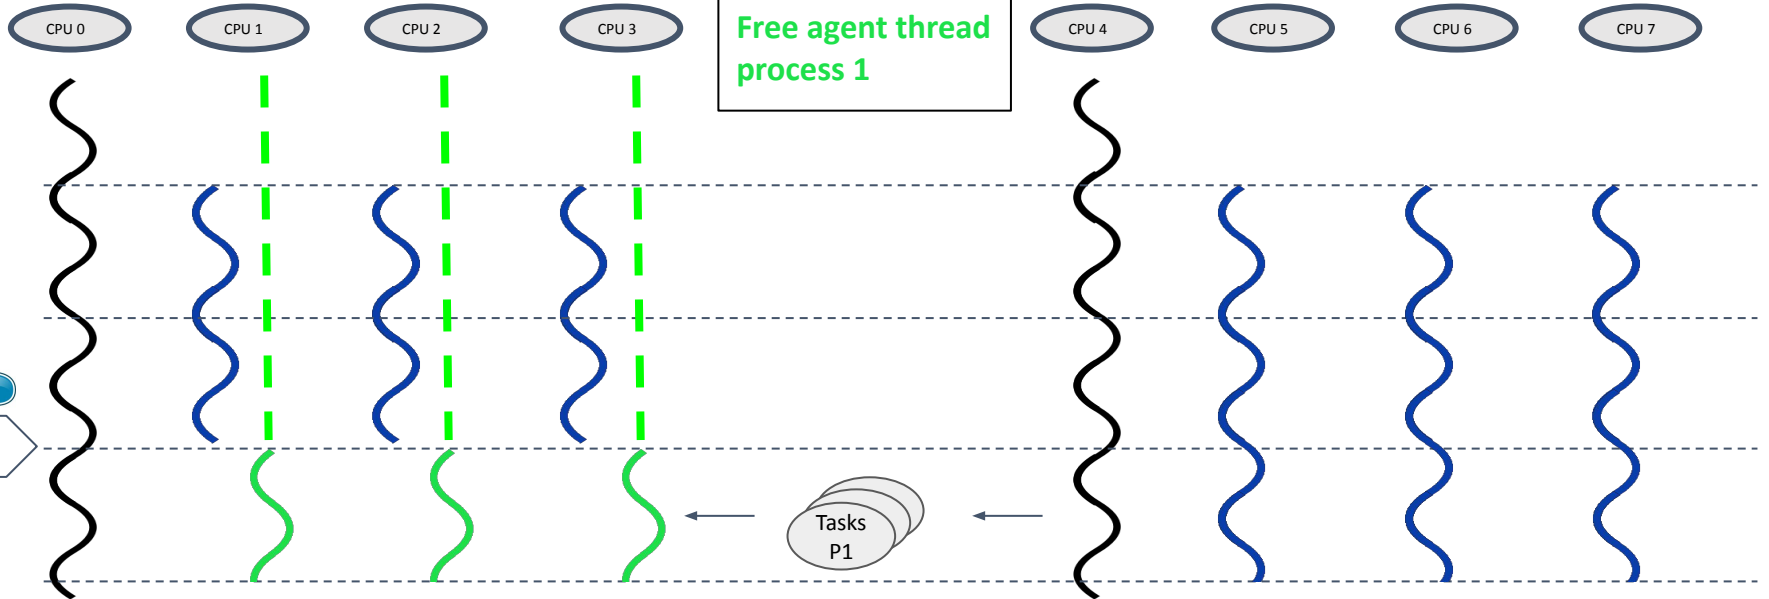 CPU 0
CPU 1
CPU 2
CPU 3
Free agent thread
process 1
CPU 4
CPU 5
CPU 6
CPU 7
Tasks
P1